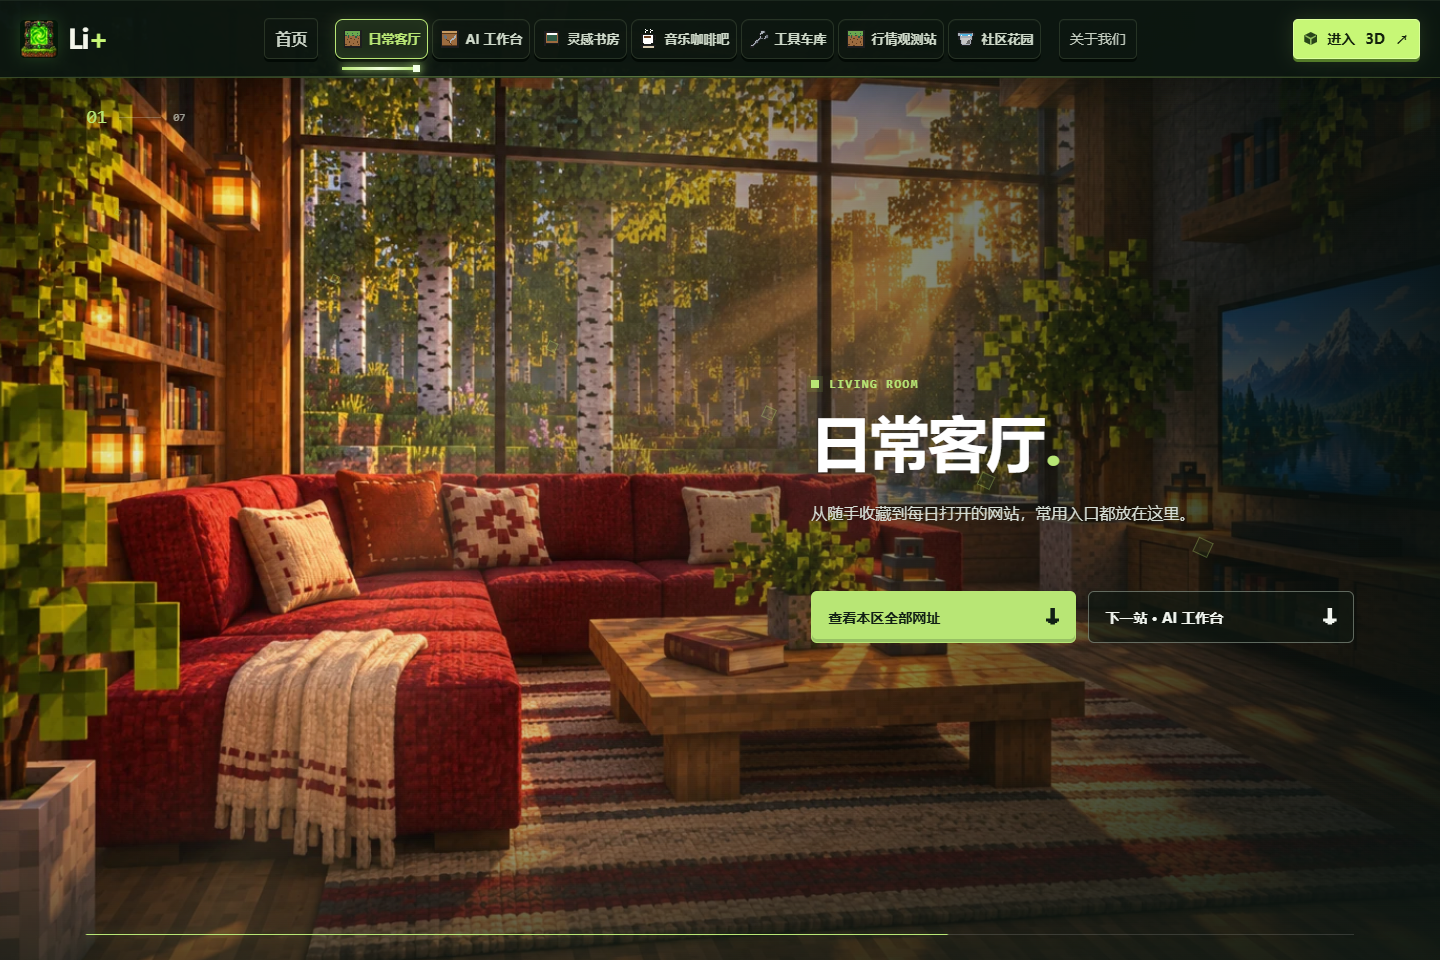 Li+
首页
日常客厅
AI 工作台
灵感书房
音乐咖啡吧
工具车库
行情观测站
社区花园
关于我们
进入 3D ↗
01
07
LIVING ROOM
日常客厅.
从随手收藏到每日打开的网站，常用入口都放在这里。
查看本区全部网址
下一站 • AI 工作台